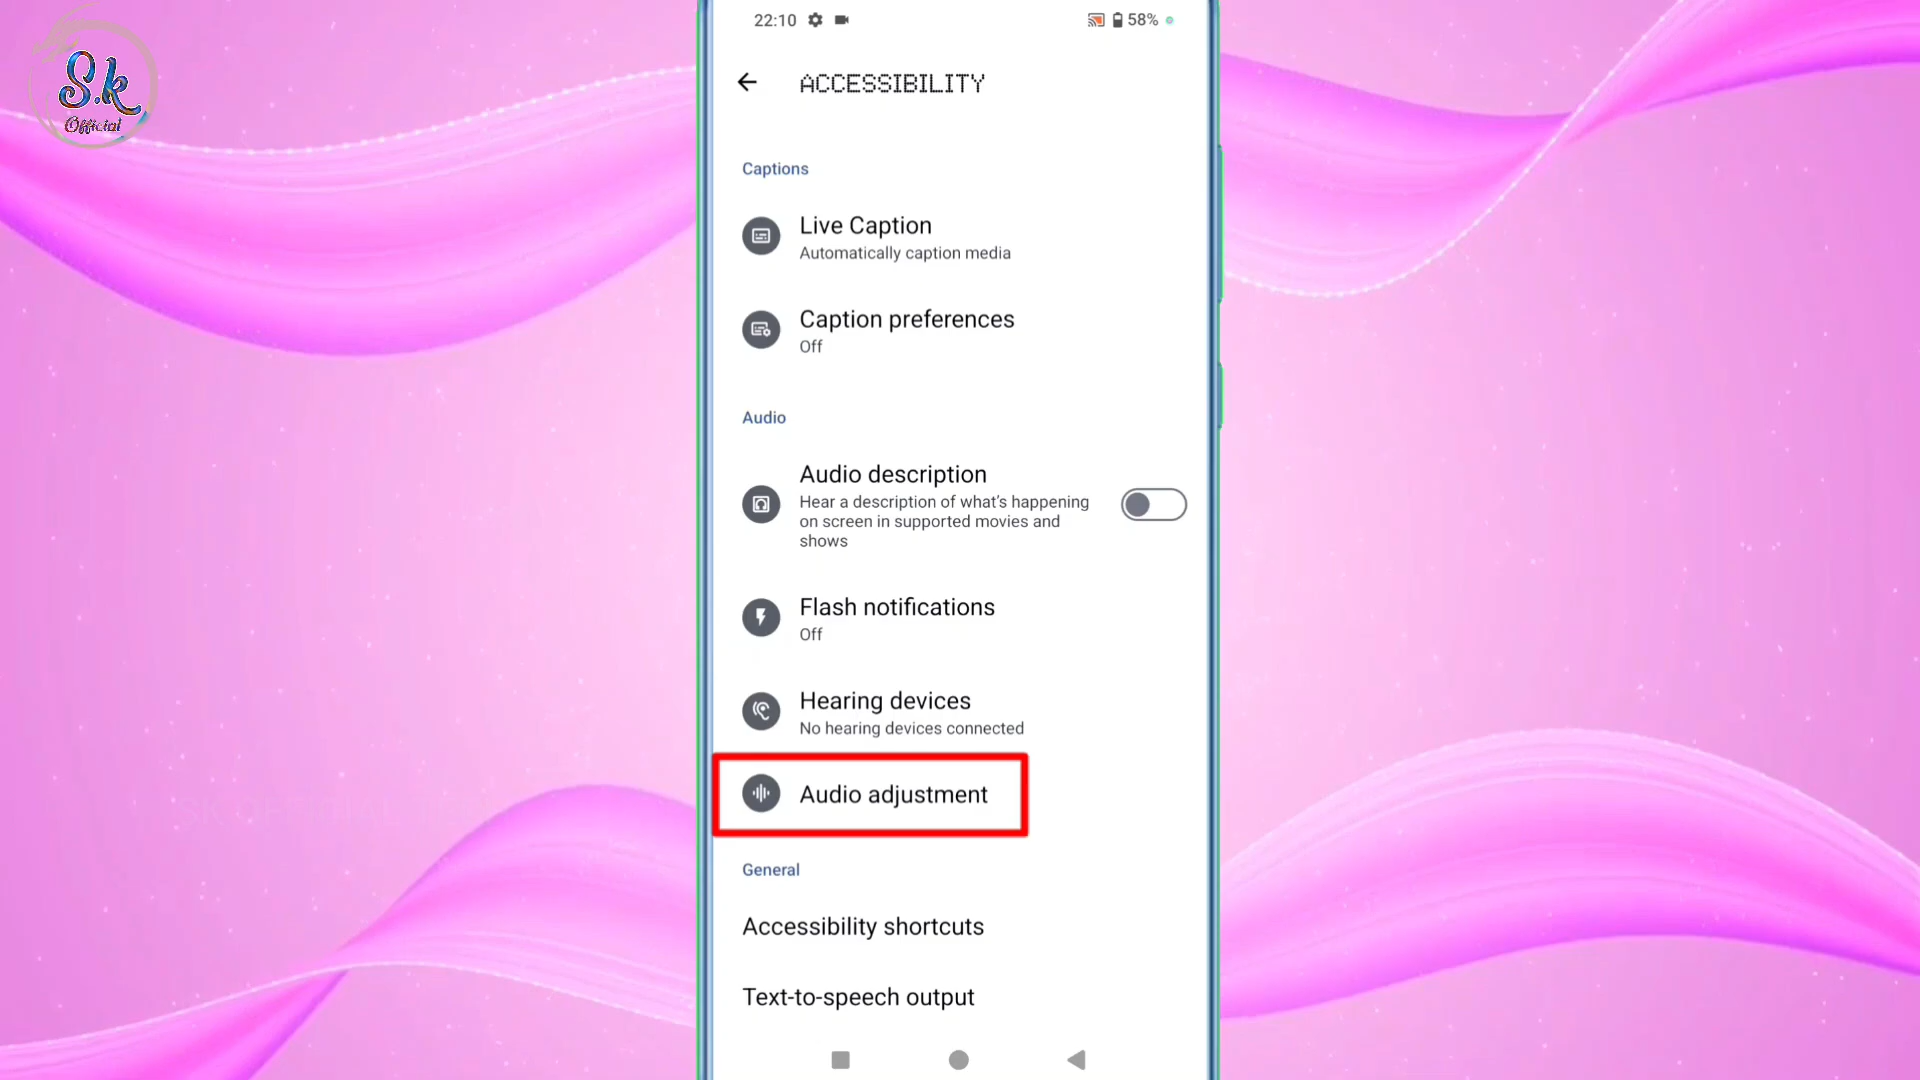 S.k
Official
22:10
58%
ACCESSIBILITY
Captions
Live Caption
Automatically caption media
Caption preferences
Off
Audio
Audio description
Hear a description of what's happening
on screen in supported movies and
shows
Flash notifications
Off
Hearing devices
No hearing devices connected
Audio adjustment
General
Accessibility shortcuts
Text-to-speech output